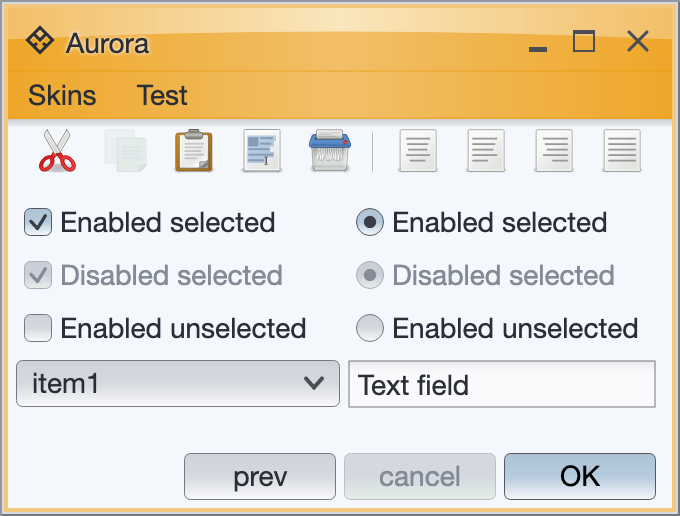 Aurora
Skins Test
Enabled selected Enabled selected
Disabled selected Disabled selected
Enabled unselected Enabled unselected
item1 Text field
prev cancel OK